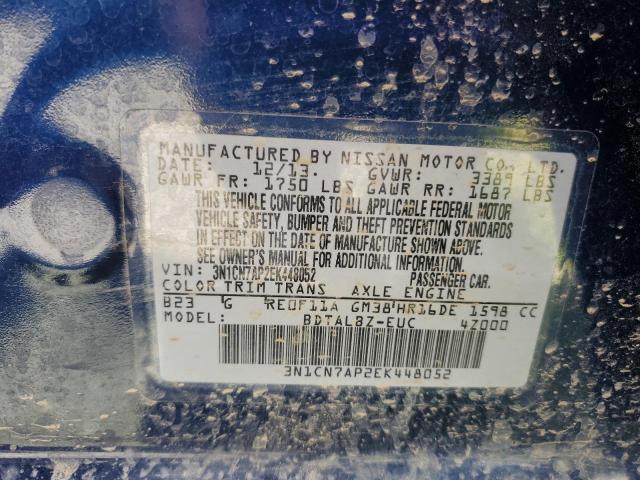 MANUFACTURED BY NISSAN MOTOR CO., LTD.
DATE: 12/13. GVWR: 3389 LBS
GAWR FR: 1750 LBS GAWR RR: 1687 LBS
THIS VEHICLE CONFORMS TO ALL APPLICABLE FEDERAL MOTOR
VEHICLE SAFETY, BUMPER AND THEFT PREVENTION STANDARDS
IN EFFECT ON THE DATE OF MANUFACTURE SHOWN ABOVE.
SEE OWNER'S MANUAL FOR ADDITIONAL INFORMATION.
VIN: 3N1CN7AP2EK448052 PASSENGER CAR.
COLOR TRIM TRANS AXLE ENGINE
B23 G RE0F11A GM38 HR16DE 1598 CC
MODEL: BDTALBZ-EUC 4Z000
3N1CN7AP2EK448052